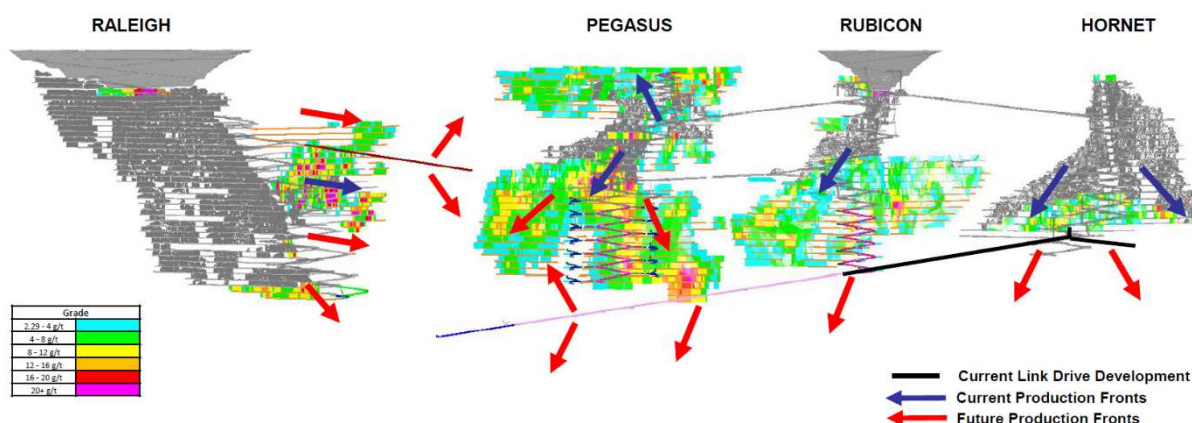 RALEIGH
PEGASUS
RUBICON
HORNET
Grade
2.29 - 4 g/t
4 - 8 g/t
8 - 12 g/t
12 - 16 g/t
16 - 20 g/t
20+ g/t
Current Link Drive Development
Current Production Fronts
Future Production Fronts